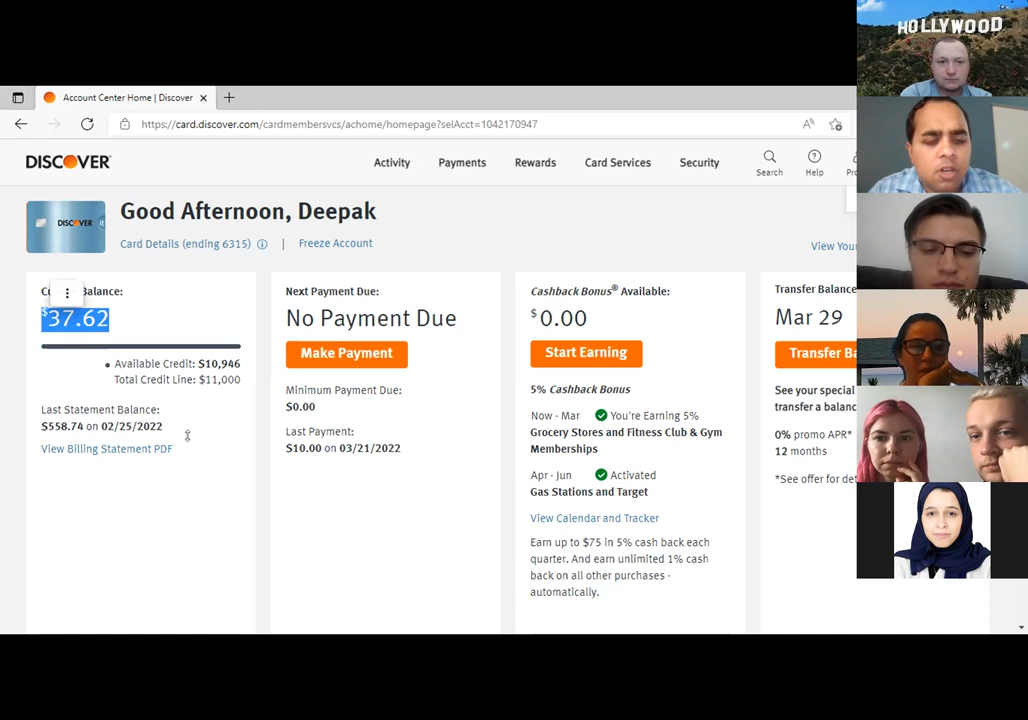 HOLLYWOOD
Account Center Home | Discover
https://card.discover.com/cardmembersvcs/achome/homepage?selAcct=1042170947
DISCOVER
Activity
Payments
Rewards
Card Services
Security
Search
Help
DISCOVER
Good Afternoon, Deepak
Card Details (ending 6315)
|
Freeze Account
Balance:
$37.62
Available Credit: $10,946
Total Credit Line: $11,000
Last Statement Balance:
$558.74 on 02/25/2022
View Billing Statement PDF
Next Payment Due:
No Payment Due
Make Payment
Minimum Payment Due:
$0.00
Last Payment:
$10.00 on 03/21/2022
Cashback Bonus® Available:
$0.00
Start Earning
5% Cashback Bonus
Now - Mar You're Earning 5%
Grocery Stores and Fitness Club & Gym
Memberships
Apr - Jun Activated
Gas Stations and Target
View Calendar and Tracker
Earn up to $75 in 5% cash back each
quarter. And earn unlimited 1% cash
back on all other purchases -
automatically.
View
Transfer
Mar 29
Transfer
See your special
transfer a
0% promo APR*
12 months
*See offer for